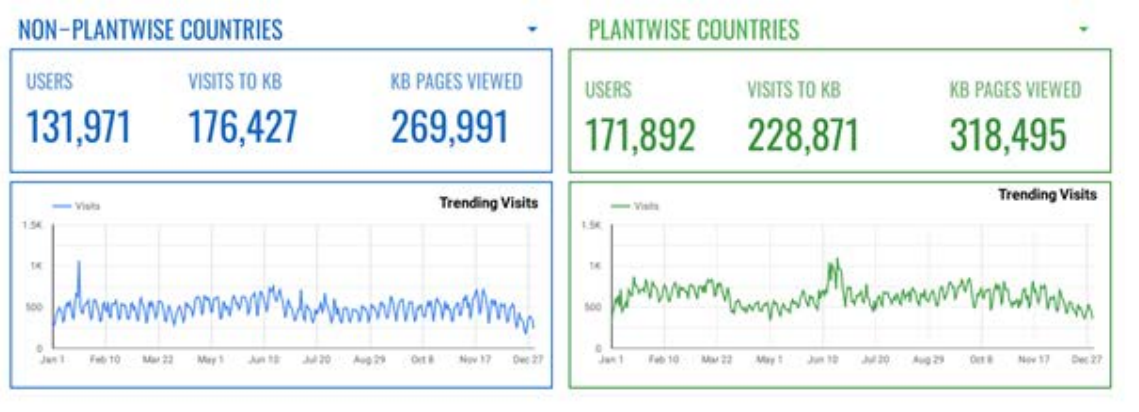 NON-PLANTWISE COUNTRIES
USERS VISITS TO KB KB PAGES VIEWED
131,971 176,427 269,991
Visits Trending Visits
1.5K
1K
500
0
Jan 1 Feb 10 Mar 22 May 1 Jun 10 Jul 20 Aug 29 Oct 8 Nov 17 Dec 27
PLANTWISE COUNTRIES
USERS VISITS TO KB KB PAGES VIEWED
171,892 228,871 318,495
Trending Visits
Visits
1.5K
1K
500
0
Jan 1 Feb 10 Mar 22 May 1 Jun 10 Jul 20 Aug 29 Oct 8 Nov 17 Dec 27